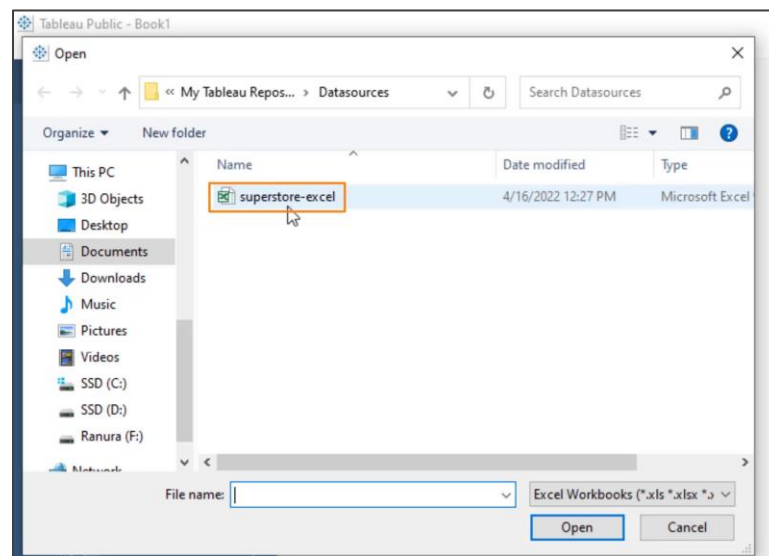 Tableau Public - Book1
Open
« My Tableau Repos... > Datasources
Search Datasources
Organize
New folder
Name
Date modified
Type
This PC
3D Objects
Desktop
Documents
Downloads
Music
Pictures
Videos
SSD (C:)
SSD (D:)
Ranura (F:)
Network
superstore-excel
4/16/2022 12:27 PM
Microsoft Excel
File name:
Excel Workbooks (*.xls *.xlsx *.
Open
Cancel